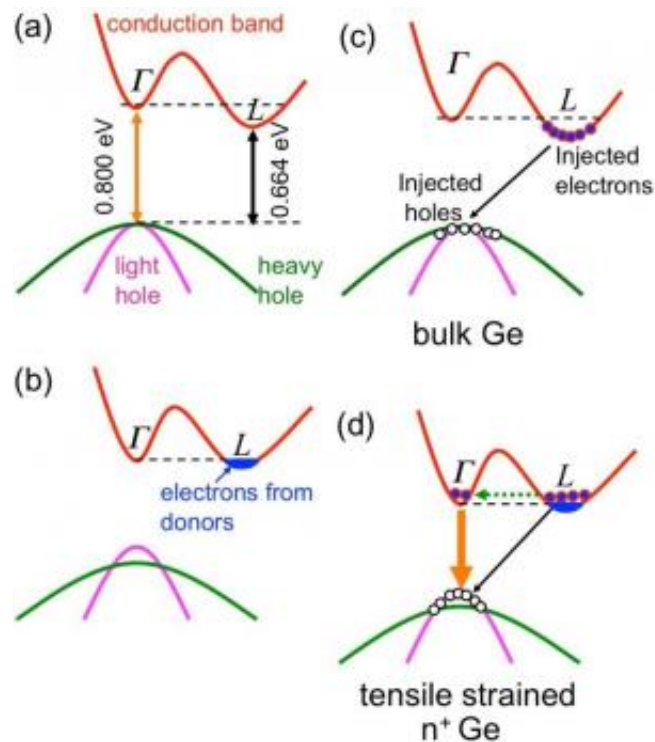 (a)
conduction band
Γ
L
0.800 eV
0.664 eV
light
hole
heavy
hole
(b)
Γ
L
electrons from
donors
(c)
Γ
L
Injected
electrons
Injected
holes
bulk Ge
(d)
Γ
L
tensile strained
n⁺ Ge